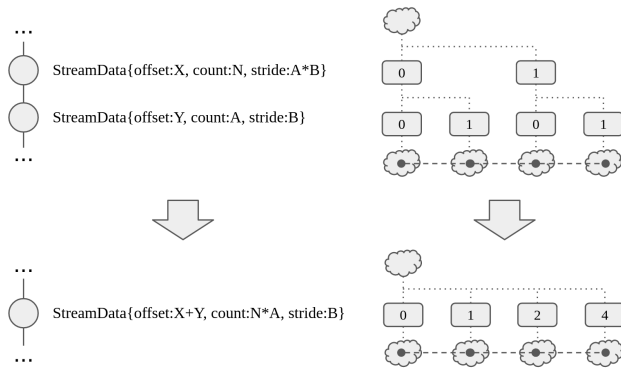 ...
StreamData{offset:X, count:N, stride:A*B}
0 1
StreamData{offset:Y, count:A, stride:B}
0 1 0 1
...
...
StreamData{offset:X+Y, count:N*A, stride:B}
0 1 2 4
...